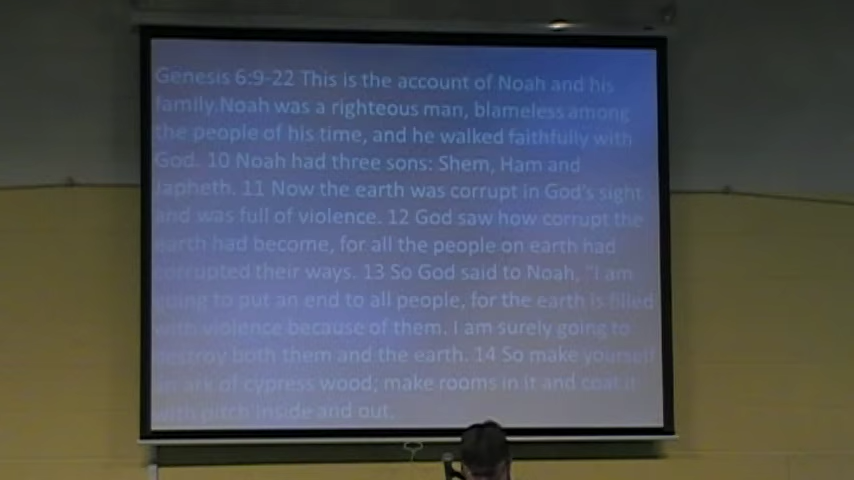 Genesis 6:9-22 This is the account of Noah and his
family.Noah was a righteous man, blameless among
the people of his time, and he walked faithfully with
God. 10 Noah had three sons: Shem, Ham and
Japheth. 11 Now the earth was corrupt in God's sight
and was full of violence. 12 God saw how corrupt the
earth had become, for all the people on earth had
corrupted their ways. 13 So God said to Noah, "I am
going to put an end to all people, for the earth is filled
with violence because of them. I am surely going to
destroy both them and the earth. 14 So make yourself
an ark of cypress wood; make rooms in it and coat it
with pitch inside and out.